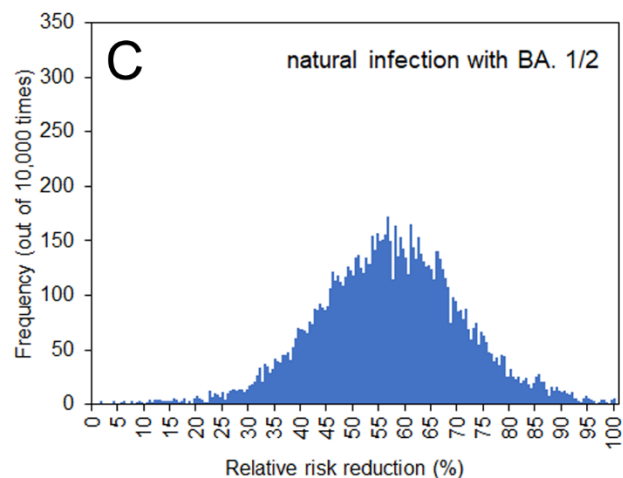 C
natural infection with BA. 1/2
Frequency (out of 10,000 times)
350
300
250
200
150
100
50
0
0 5 10 15 20 25 30 35 40 45 50 55 60 65 70 75 80 85 90 95 100
Relative risk reduction (%)